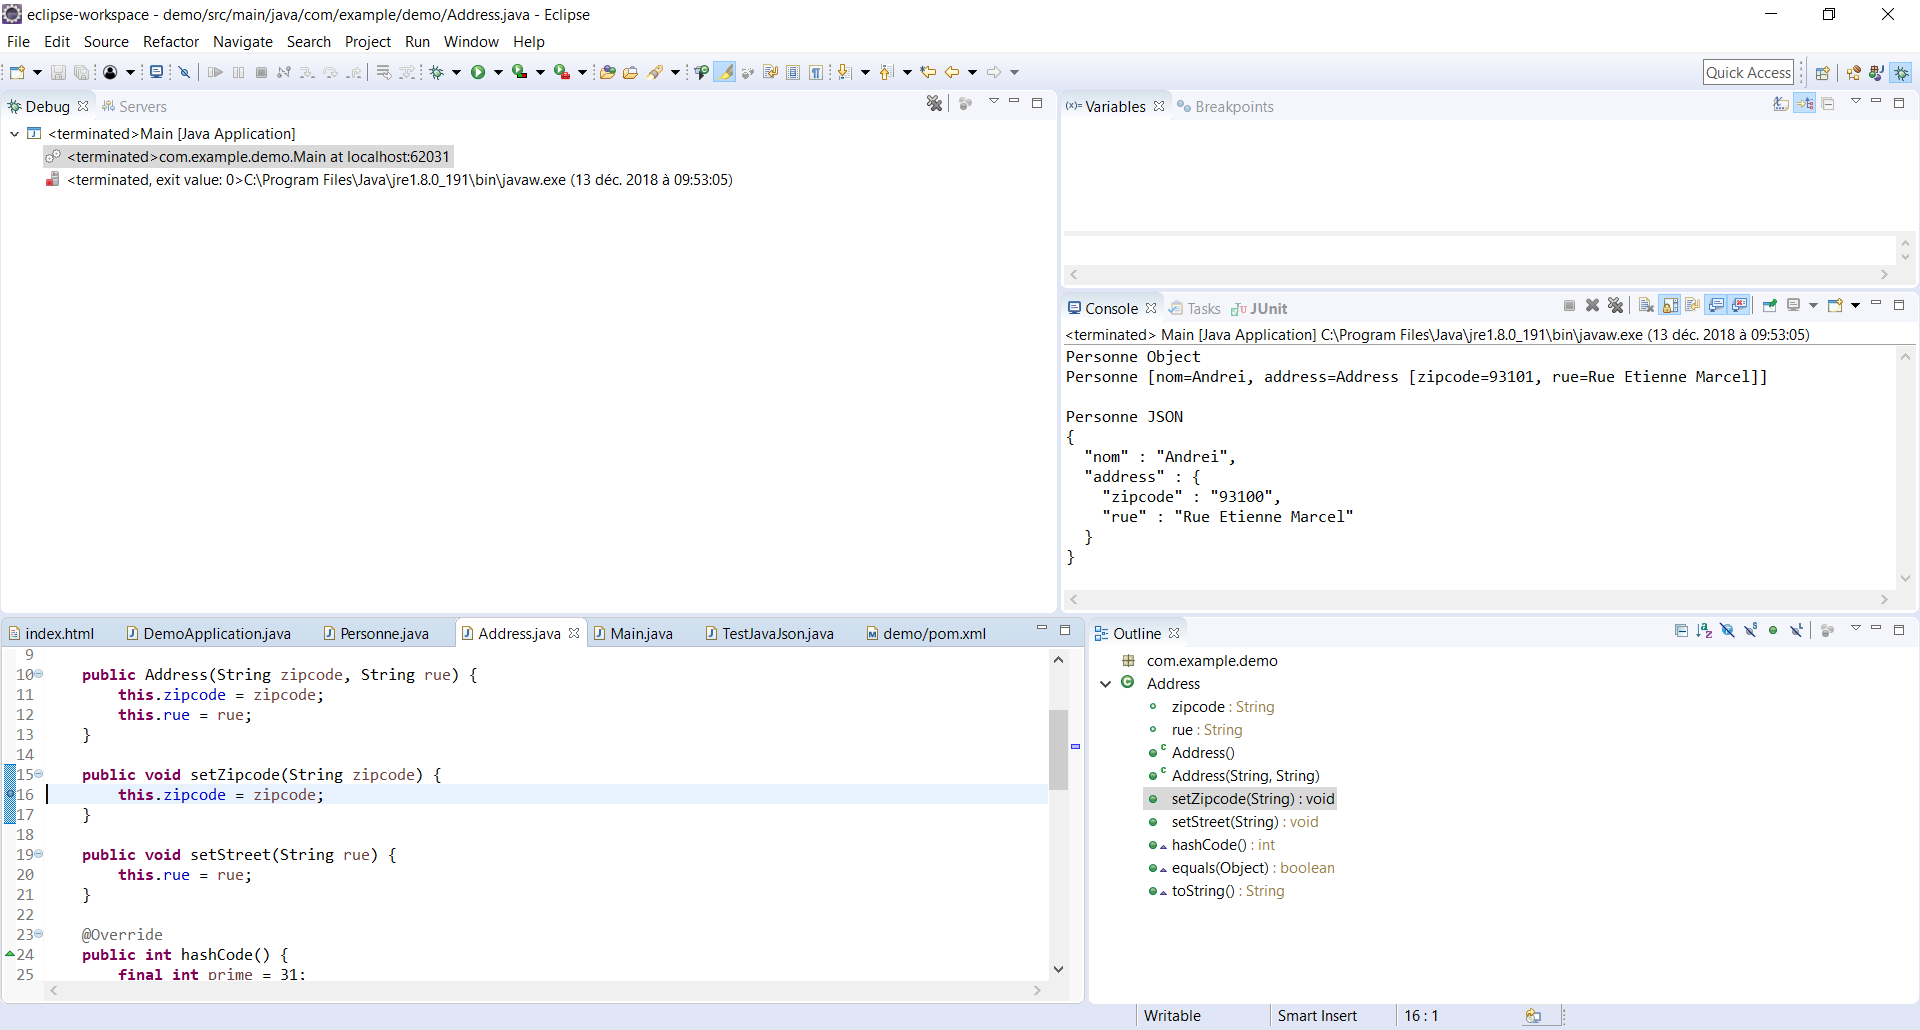 eclipse-workspace - demo/src/main/java/com/example/demo/Address.java - Eclipse
File Edit Source Refactor Navigate Search Project Run Window Help
Quick Access
Debug Servers
<terminated>Main [Java Application]
<terminated>com.example.demo.Main at localhost:62031
<terminated, exit value: 0>C:\Program Files\Java\jre1.8.0_191\bin\javaw.exe (13 déc. 2018 à 09:53:05)
(x)= Variables Breakpoints
Console Tasks JUnit
<terminated> Main [Java Application] C:\Program Files\Java\jre1.8.0_191\bin\javaw.exe (13 déc. 2018 à 09:53:05)
Personne Object
Personne [nom=Andrei, address=Address [zipcode=93101, rue=Rue Etienne Marcel]]
Personne JSON
{
"nom" : "Andrei",
"address" : {
"zipcode" : "93100",
"rue" : "Rue Etienne Marcel"
}
}
index.html DemoApplication.java Personne.java Address.java Main.java TestJavaJson.java demo/pom.xml
9
10 public Address(String zipcode, String rue) {
11 this.zipcode = zipcode;
12 this.rue = rue;
13 }
14
15 public void setZipcode(String zipcode) {
16 this.zipcode = zipcode;
17 }
18
19 public void setStreet(String rue) {
20 this.rue = rue;
21 }
22
23 @Override
24 public int hashCode() {
25 final int prime = 31;
Outline
com.example.demo
Address
zipcode : String
rue : String
Address()
Address(String, String)
setZipcode(String) : void
setStreet(String) : void
hashCode() : int
equals(Object) : boolean
toString() : String
Writable Smart Insert 16 : 1